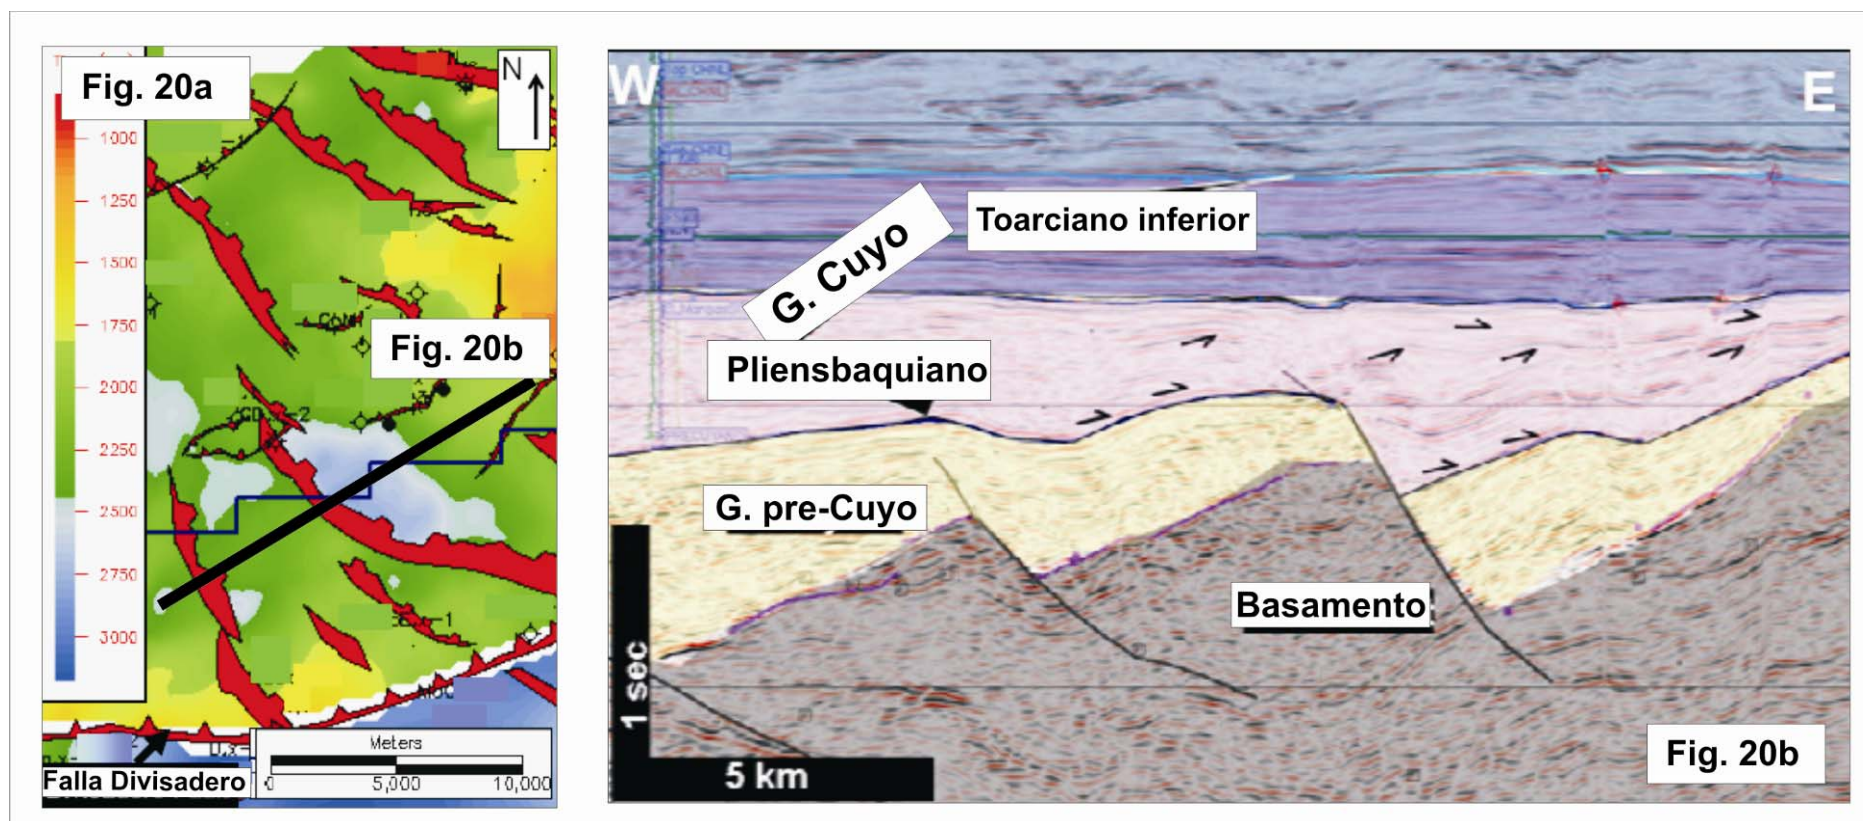 Fig. 20a
N
1000
1250
1500
1750
2000
2250
2500
2750
3000
Fig. 20b
Meters
0
5,000
10,000
Falla Divisadero
W
E
Toarciano inferior
G. Cuyo
Pliensbaquiano
G. pre-Cuyo
Basamento
1 sec
5 km
Fig. 20b